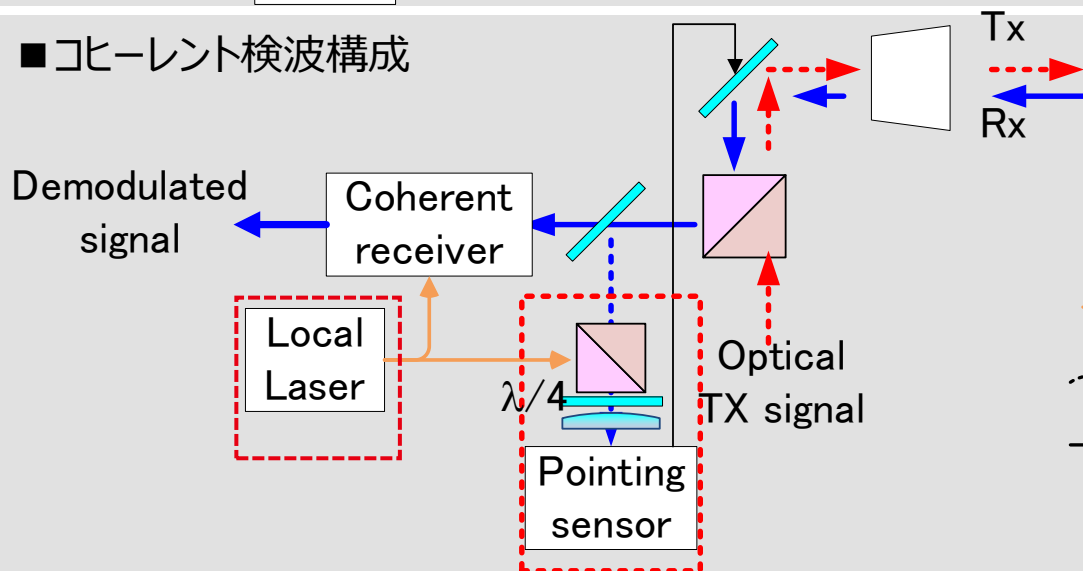 ■コヒーレント検波構成
Tx
Rx
Demodulated
signal
Coherent
receiver
Local
Laser
λ/4
Optical
TX signal
Pointing
sensor